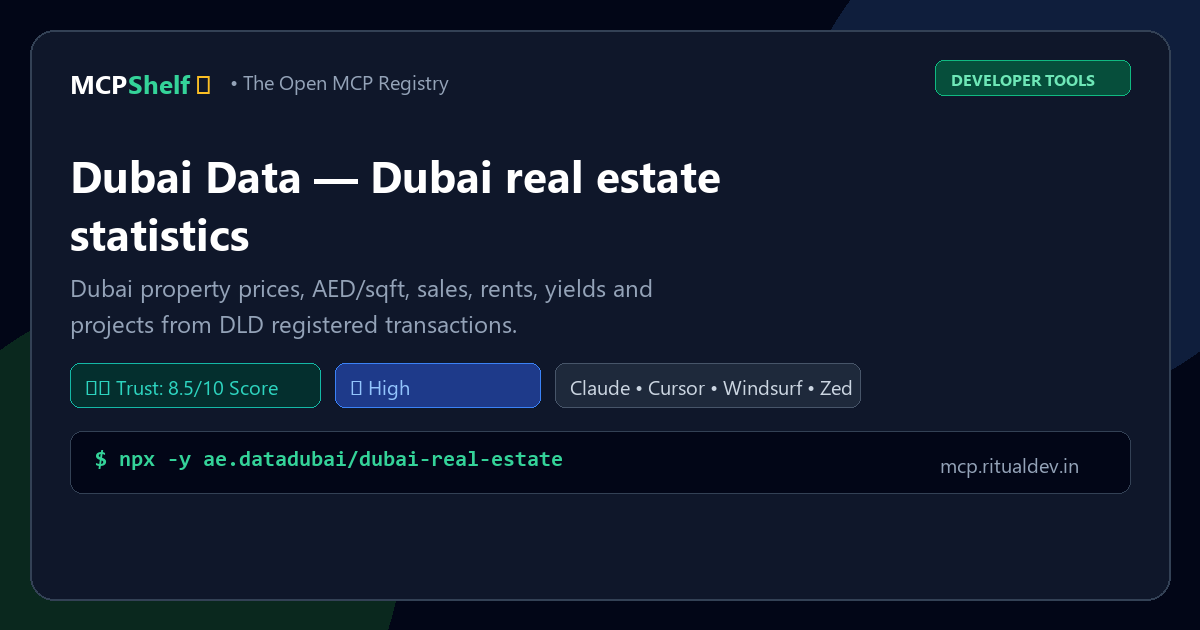 MCPShelf • The Open MCP Registry
DEVELOPER TOOLS
Dubai Data — Dubai real estate
statistics
Dubai property prices, AED/sqft, sales, rents, yields and
projects from DLD registered transactions.
Trust: 8.5/10 Score
High
Claude • Cursor • Windsurf • Zed
$ npx -y ae.datadubai/dubai-real-estate
mcp.ritualdev.in